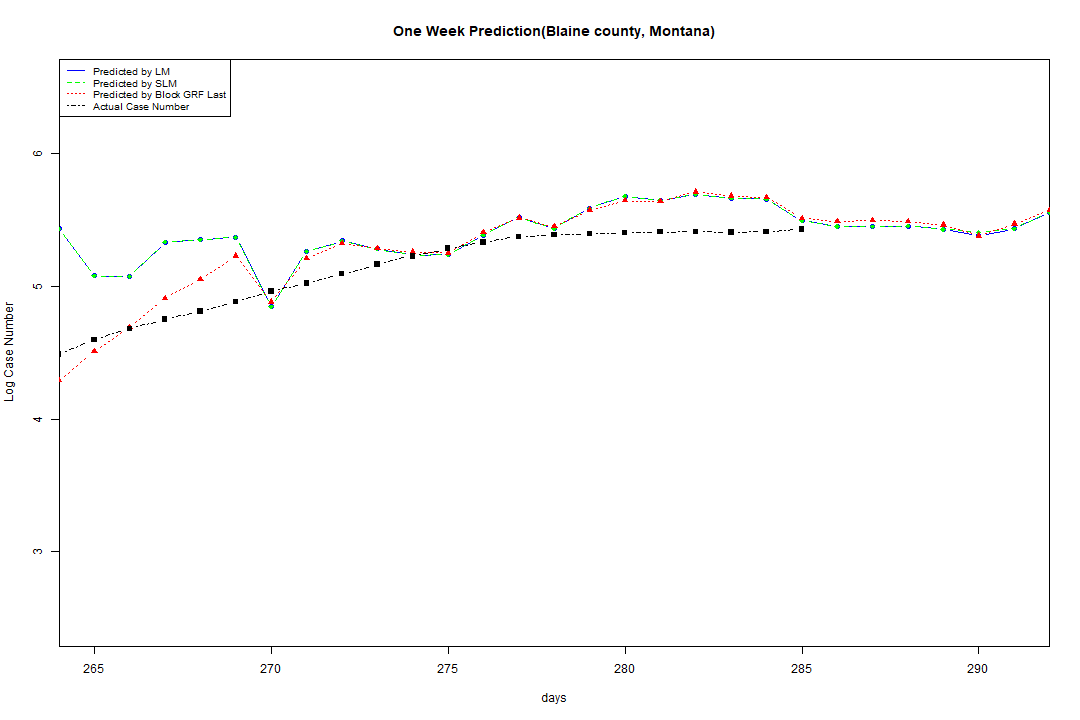 One Week Prediction(Blaine county, Montana)
Predicted by LM
Predicted by SLM
Predicted by Block GRF Last
Actual Case Number
6
5
4
3
Log Case Number
265 270 275 280 285 290
days